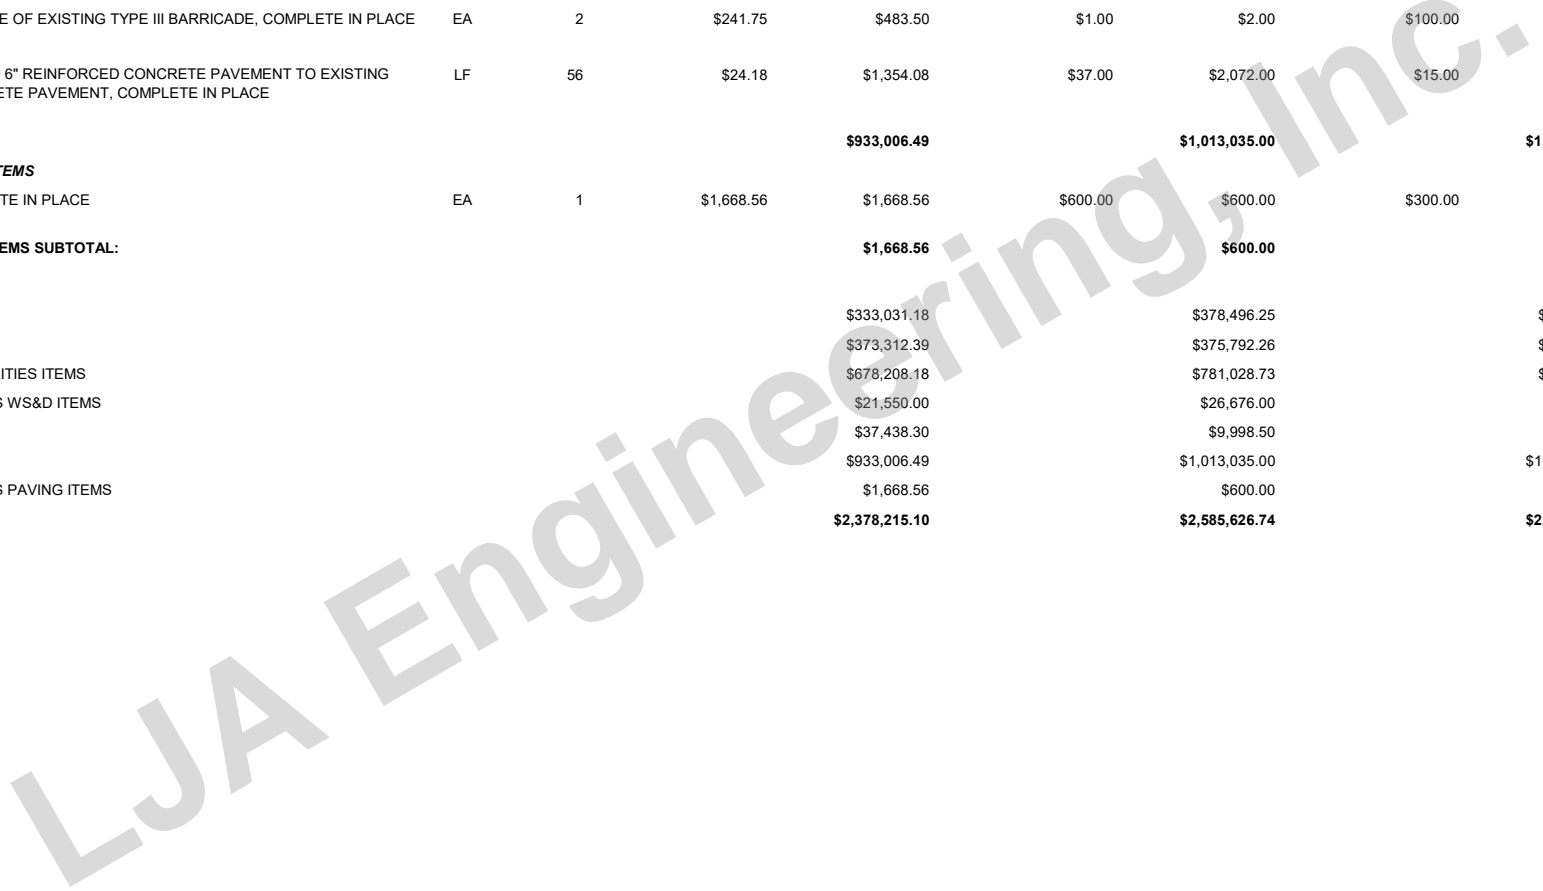 E OF EXISTING TYPE III BARRICADE, COMPLETE IN PLACE EA 2 $241.75 $483.50 $1.00 $2.00 $100.00
6" REINFORCED CONCRETE PAVEMENT TO EXISTING LF 56 $24.18 $1,354.08 $37.00 $2,072.00 $15.00
ETE PAVEMENT, COMPLETE IN PLACE
$933,006.49 $1,013,035.00 $1,
TEMS
TE IN PLACE EA 1 $1,668.56 $1,668.56 $600.00 $600.00 $300.00
EMS SUBTOTAL: $1,668.56 $600.00
$333,031.18 $378,496.25 $
$373,312.39 $375,792.26 $
ITIES ITEMS $678,208.18 $781,028.73 $
S WS&D ITEMS $21,550.00 $26,676.00
$37,438.30 $9,998.50
$933,006.49 $1,013,035.00 $1
S PAVING ITEMS $1,668.56 $600.00
$2,378,215.10 $2,585,626.74 $2,
LJA Engineering, Inc.